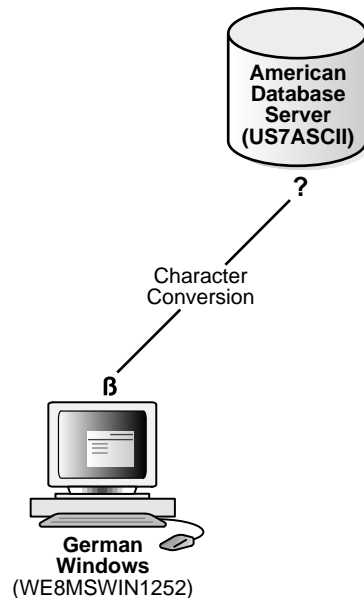 American
Database
Server
(US7ASCII)
?
Character
Conversion
ß
German
Windows
(WE8MSWIN1252)